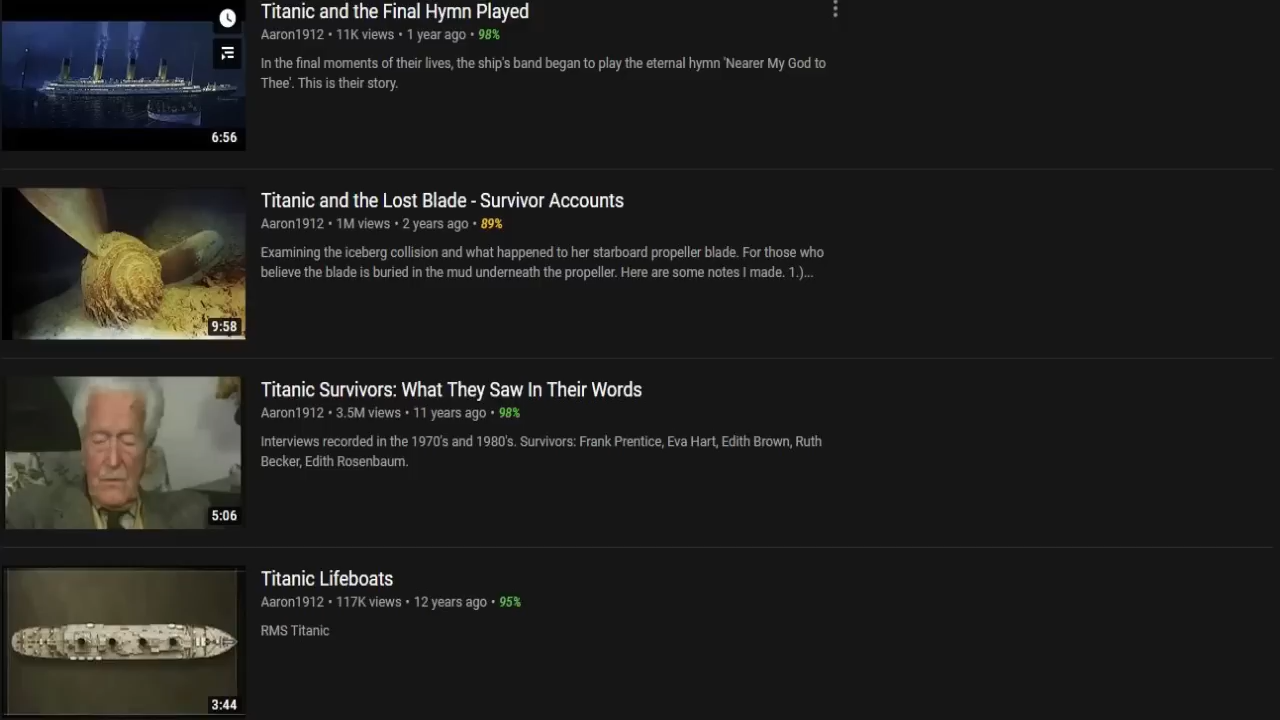 Titanic and the Final Hymn Played
Aaron1912 • 11K views • 1 year ago • 98%
In the final moments of their lives, the ship's band began to play the eternal hymn 'Nearer My God to
Thee'. This is their story.
6:56
Titanic and the Lost Blade - Survivor Accounts
Aaron1912 • 1M views • 2 years ago • 89%
Examining the iceberg collision and what happened to her starboard propeller blade. For those who
believe the blade is buried in the mud underneath the propeller. Here are some notes I made. 1.)...
9:58
Titanic Survivors: What They Saw In Their Words
Aaron1912 • 3.5M views • 11 years ago • 98%
Interviews recorded in the 1970's and 1980's. Survivors: Frank Prentice, Eva Hart, Edith Brown, Ruth
Becker, Edith Rosenbaum.
5:06
Titanic Lifeboats
Aaron1912 • 117K views • 12 years ago • 95%
RMS Titanic
3:44